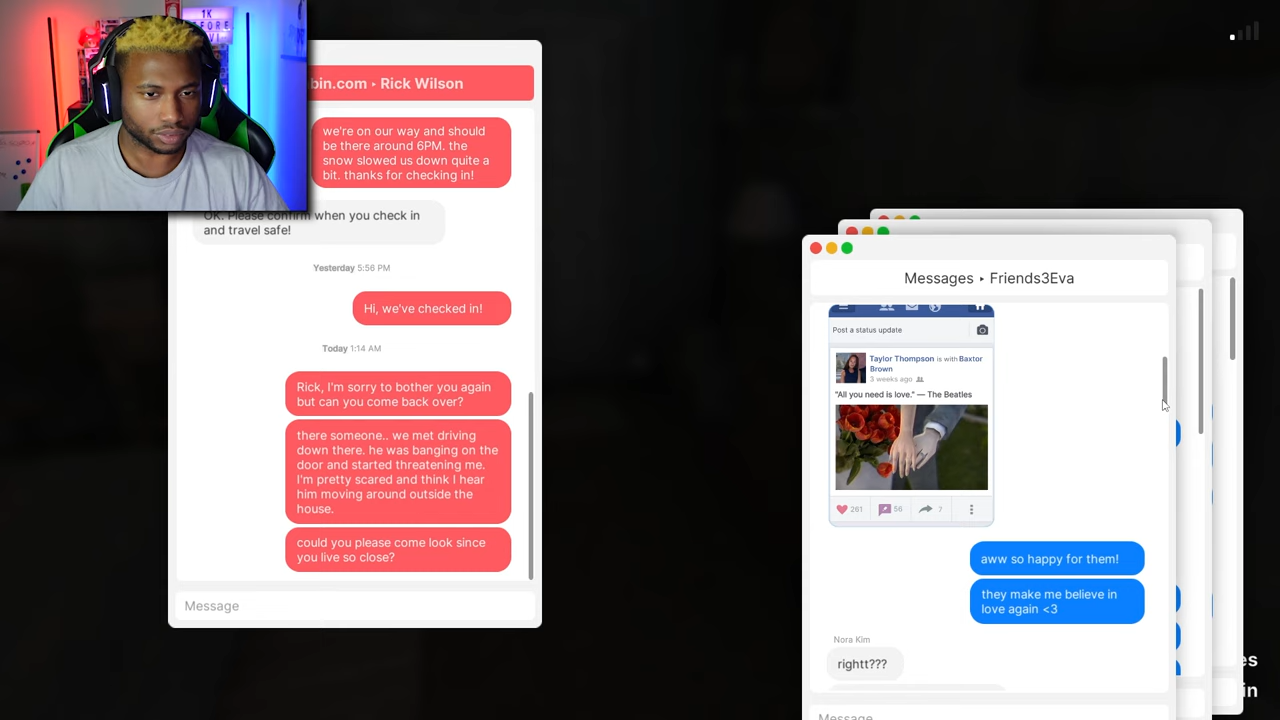 1K
bin.com ‣ Rick Wilson
we're on our way and should
be there around 6PM. the
snow slowed us down quite a
bit. thanks for checking in!
OK. Please confirm when you check in
and travel safe!
Yesterday 5:56 PM
Hi, we've checked in!
Today 1:14 AM
Rick, I'm sorry to bother you again
but can you come back over?
there someone.. we met driving
down there. he was banging on the
door and started threatening me.
I'm pretty scared and think I hear
him moving around outside the
house.
could you please come look since
you live so close?
Message
Messages ‣ Friends3Eva
Post a status update
Taylor Thompson is with Baxtor
Brown
3 weeks ago
"All you need is love." — The Beatles
261
56
7
aww so happy for them!
they make me believe in
love again <3
Nora Kim
rightt???
Message
es
in